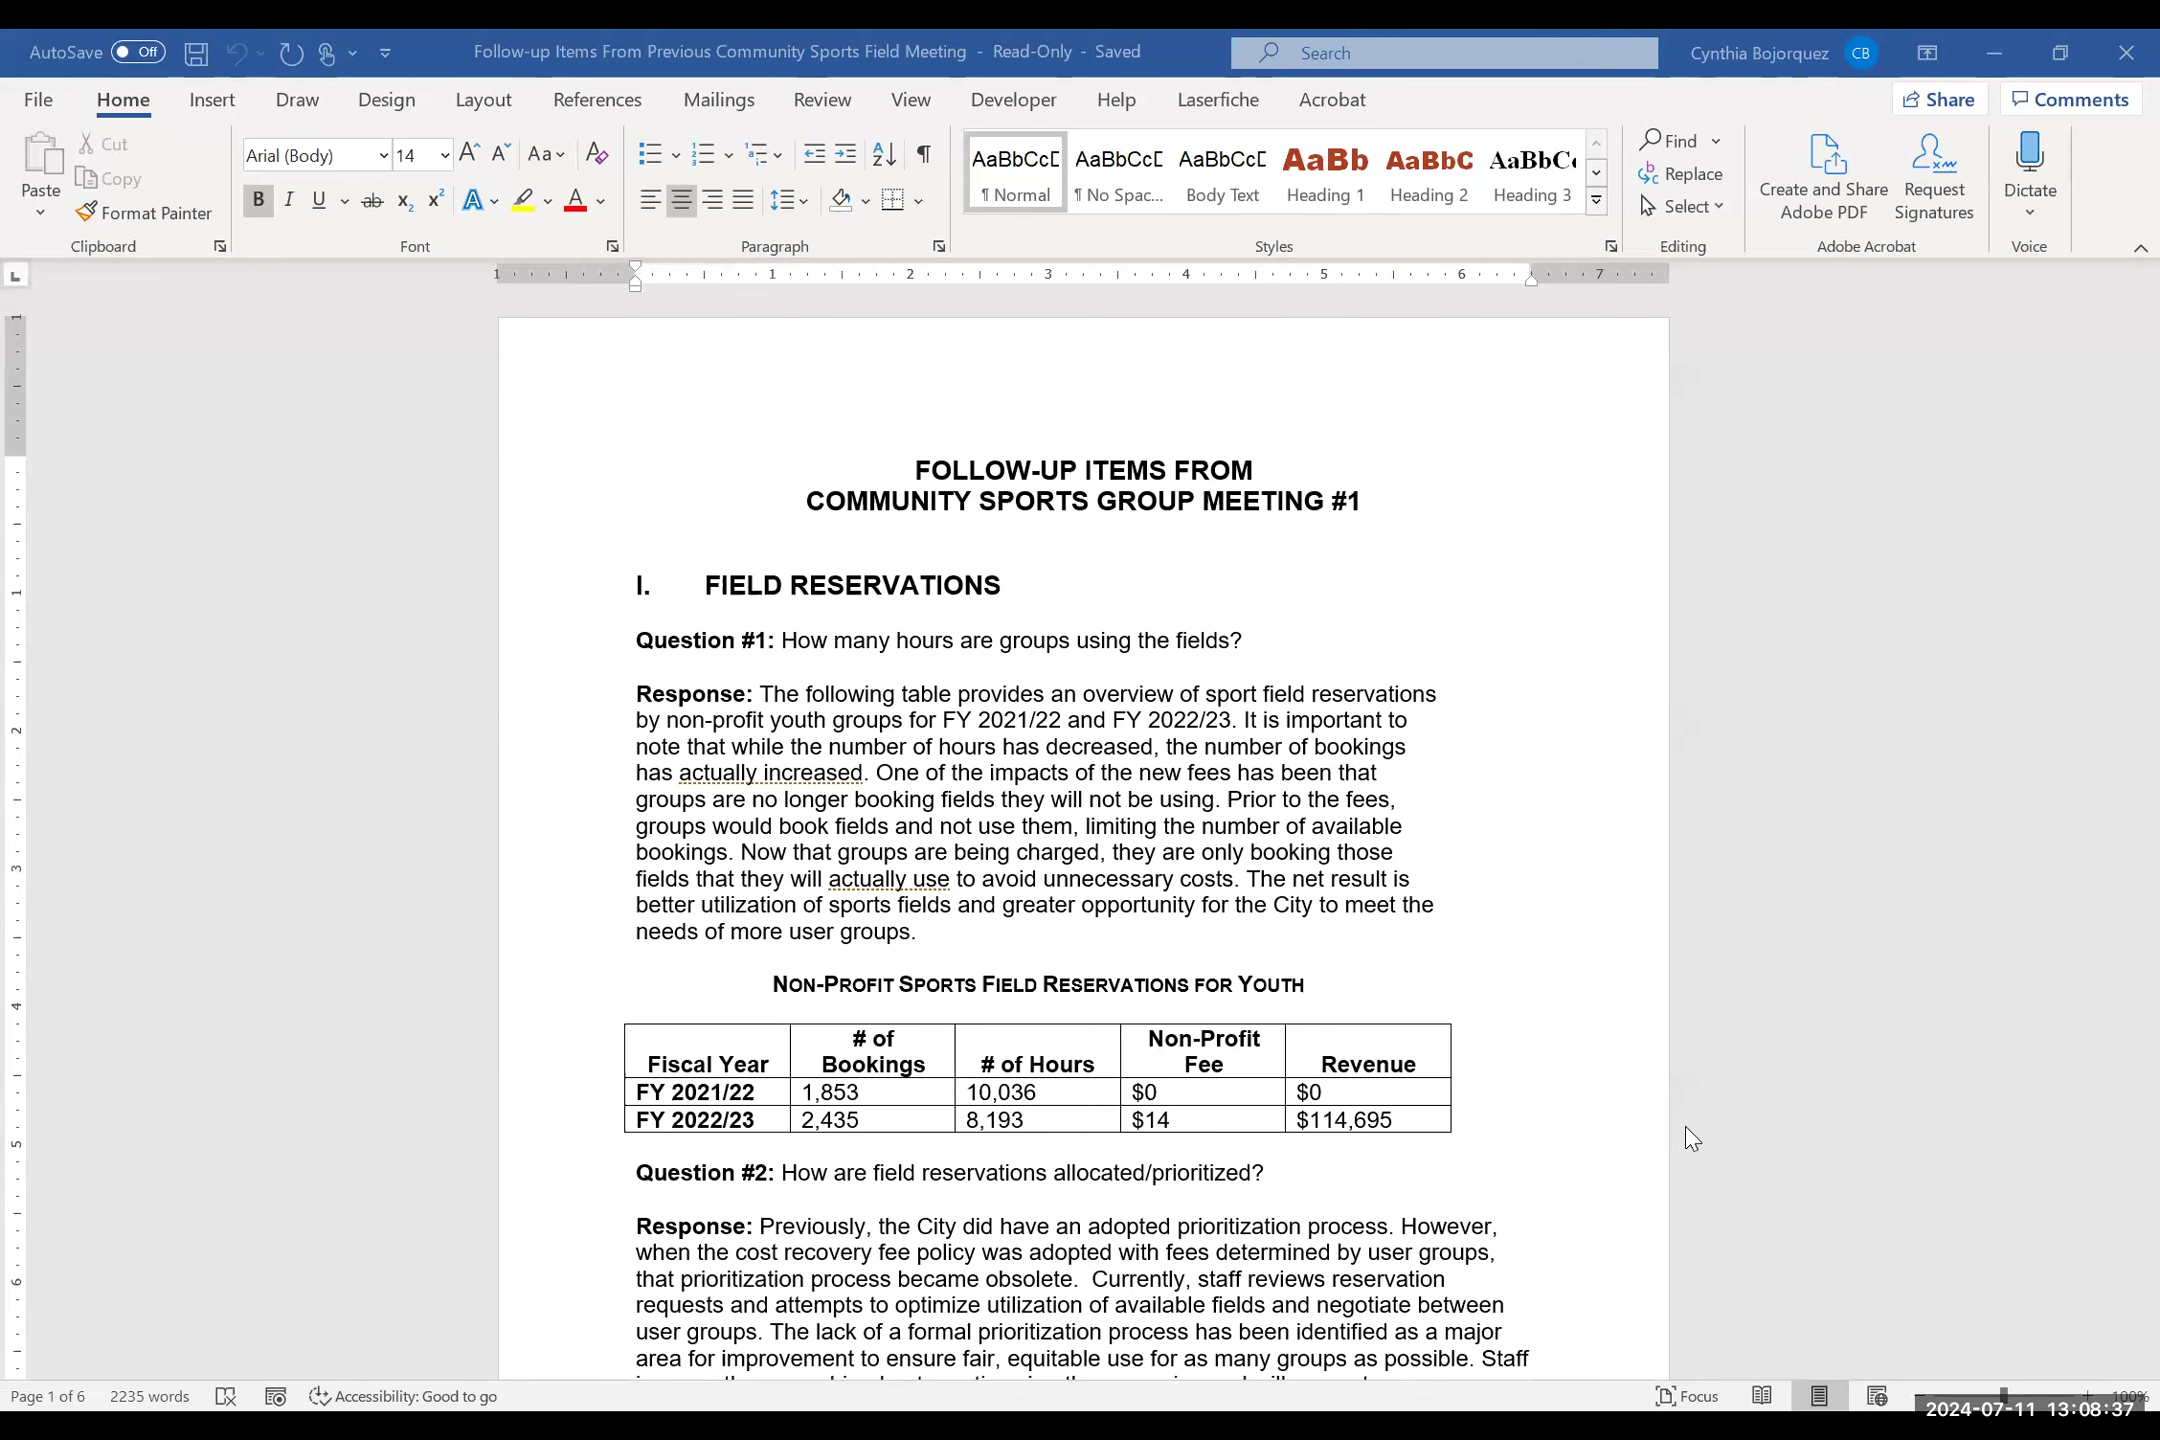 AutoSave Off
Follow-up Items From Previous Community Sports Field Meeting - Read-Only - Saved
Search
Cynthia Bojorquez CB
File Home Insert Draw Design Layout References Mailings Review View Developer Help Laserfiche Acrobat
Share Comments
Paste
Cut
Copy
Format Painter
Clipboard
Arial (Body) 14
Font
Paragraph
AaBbCcD AaBbCcD AaBbCcD AaBb AaBbC AaBbC
¶ Normal ¶ No Spac... Body Text Heading 1 Heading 2 Heading 3
Styles
Find
Replace
Select
Editing
Create and Share
Adobe PDF
Request
Signatures
Adobe Acrobat
Dictate
Voice
1 1 2 3 4 5 6 7
FOLLOW-UP ITEMS FROM
COMMUNITY SPORTS GROUP MEETING #1
I. FIELD RESERVATIONS
Question #1: How many hours are groups using the fields?
Response: The following table provides an overview of sport field reservations
by non-profit youth groups for FY 2021/22 and FY 2022/23. It is important to
note that while the number of hours has decreased, the number of bookings
has actually increased. One of the impacts of the new fees has been that
groups are no longer booking fields they will not be using. Prior to the fees,
groups would book fields and not use them, limiting the number of available
bookings. Now that groups are being charged, they are only booking those
fields that they will actually use to avoid unnecessary costs. The net result is
better utilization of sports fields and greater opportunity for the City to meet the
needs of more user groups.
NON-PROFIT SPORTS FIELD RESERVATIONS FOR YOUTH
Fiscal Year # of Bookings # of Hours Non-Profit Fee Revenue
FY 2021/22 1,853 10,036 $0 $0
FY 2022/23 2,435 8,193 $14 $114,695
Question #2: How are field reservations allocated/prioritized?
Response: Previously, the City did have an adopted prioritization process. However,
when the cost recovery fee policy was adopted with fees determined by user groups,
that prioritization process became obsolete. Currently, staff reviews reservation
requests and attempts to optimize utilization of available fields and negotiate between
user groups. The lack of a formal prioritization process has been identified as a major
area for improvement to ensure fair, equitable use for as many groups as possible. Staff
Page 1 of 6 2235 words Accessibility: Good to go
Focus 100%
2024-07-11 13:08:37